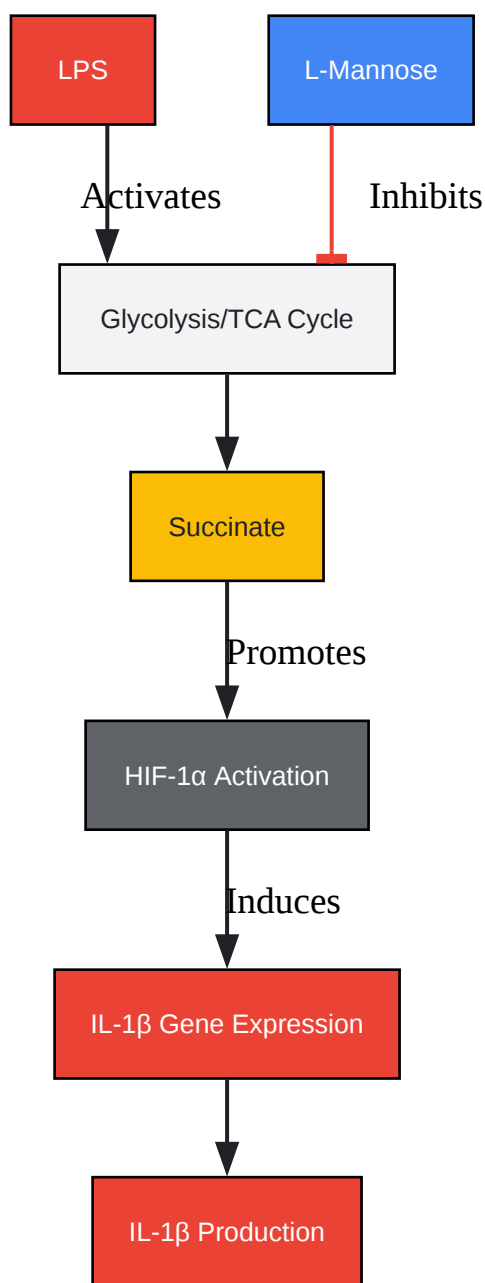 LPS
L-Mannose
Activates
Inhibits
Glycolysis/TCA Cycle
Succinate
Promotes
HIF-1α Activation
Induces
IL-1β Gene Expression
IL-1β Production